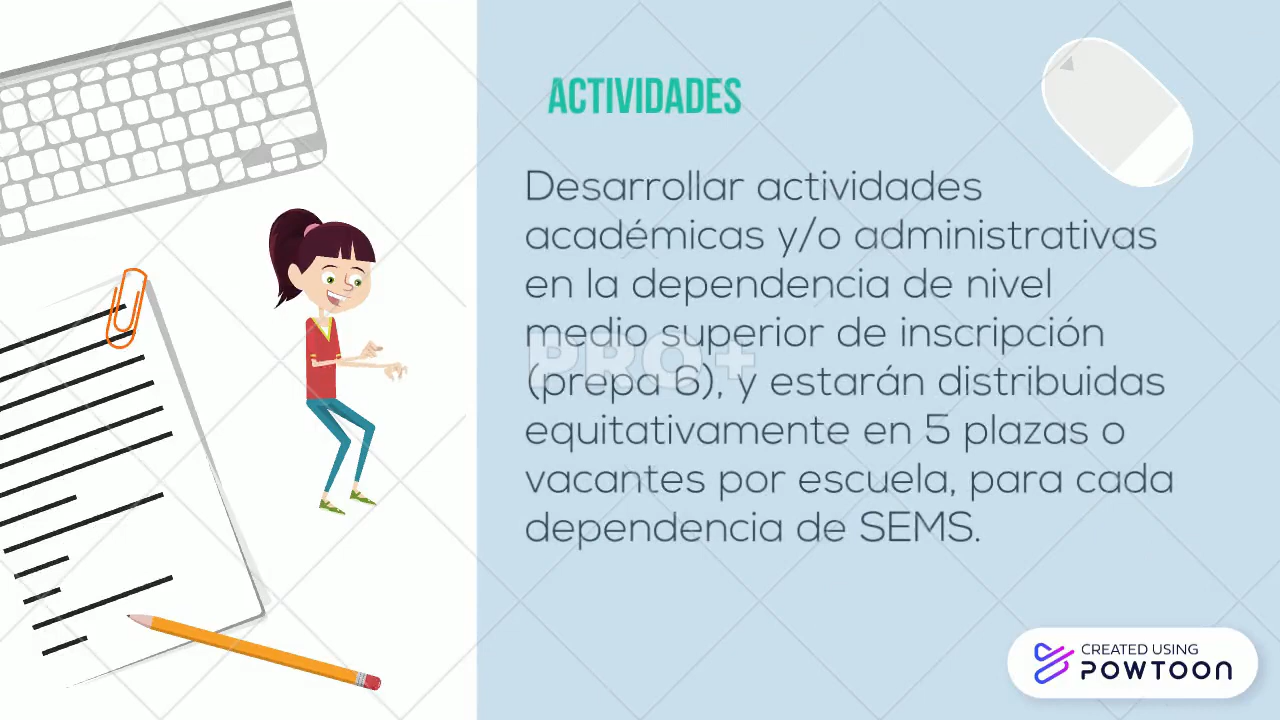 ACTIVIDADES
Desarrollar actividades
académicas y/o administrativas
en la dependencia de nivel
medio superior de inscripción
PRO+
(prepa 6), y estarán distribuidas
equitativamente en 5 plazas o
vacantes por escuela, para cada
dependencia de SEMS.
CREATED USING
POWTOON